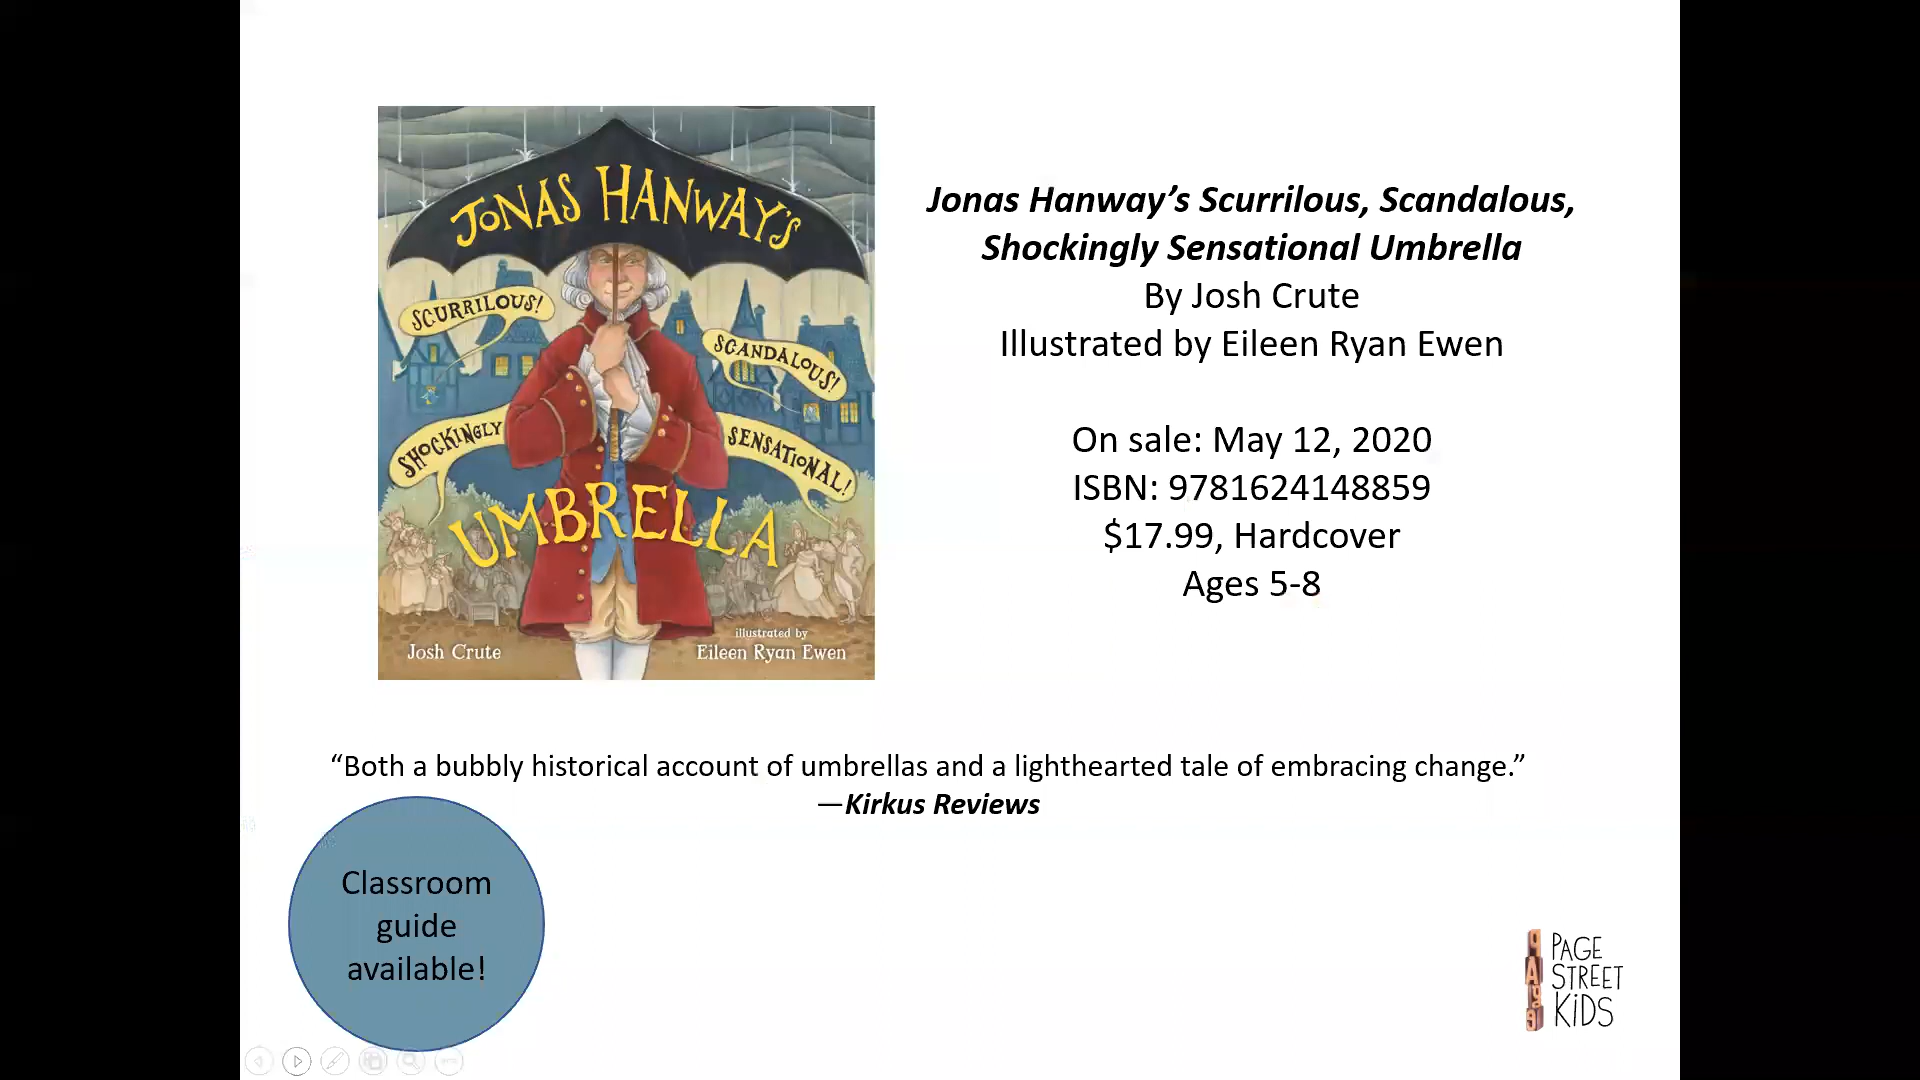 JONAS HANWAY'S
SCURRILOUS!
SCANDALOUS!
SHOCKINGLY
SENSATIONAL!
UMBRELLA
Josh Crute
illustrated by
Eileen Ryan Ewen
Jonas Hanway’s Scurrilous, Scandalous,
Shockingly Sensational Umbrella
By Josh Crute
Illustrated by Eileen Ryan Ewen
On sale: May 12, 2020
ISBN: 9781624148859
$17.99, Hardcover
Ages 5-8
“Both a bubbly historical account of umbrellas and a lighthearted tale of embracing change.”
—Kirkus Reviews
Classroom
guide
available!
PAGE
STREET
KiDS